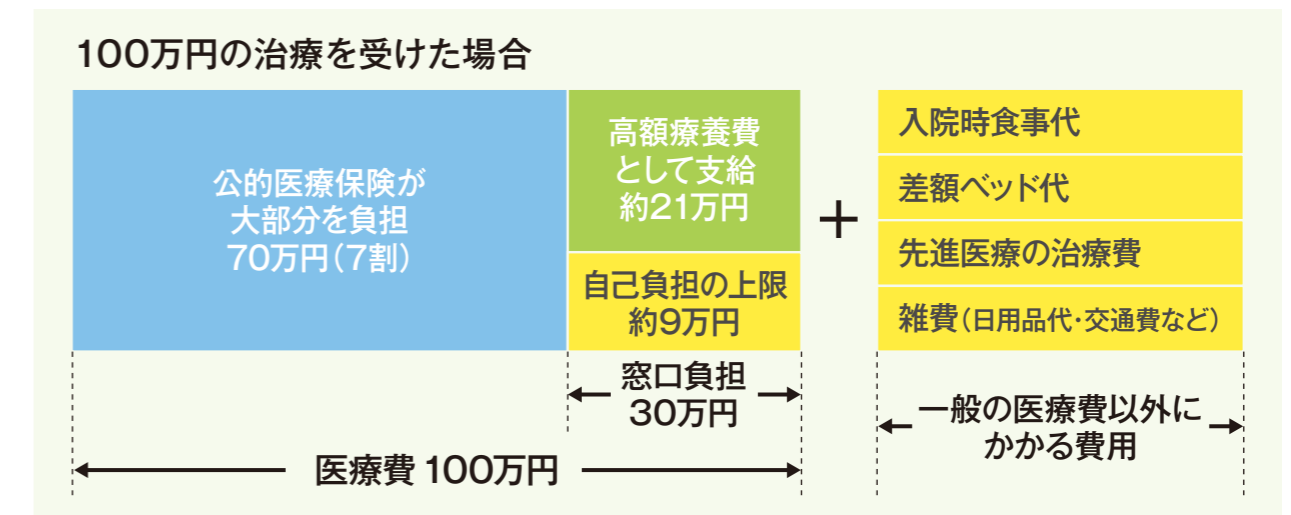 100万円の治療を受けた場合
公的医療保険が
大部分を負担
70万円(7割)
高額療養費
として支給
約21万円
自己負担の上限
約9万円
+
入院時食事代
差額ベッド代
先進医療の治療費
雑費(日用品代・交通費など)
窓口負担
30万円
医療費 100万円
一般の医療費以外に
かかる費用